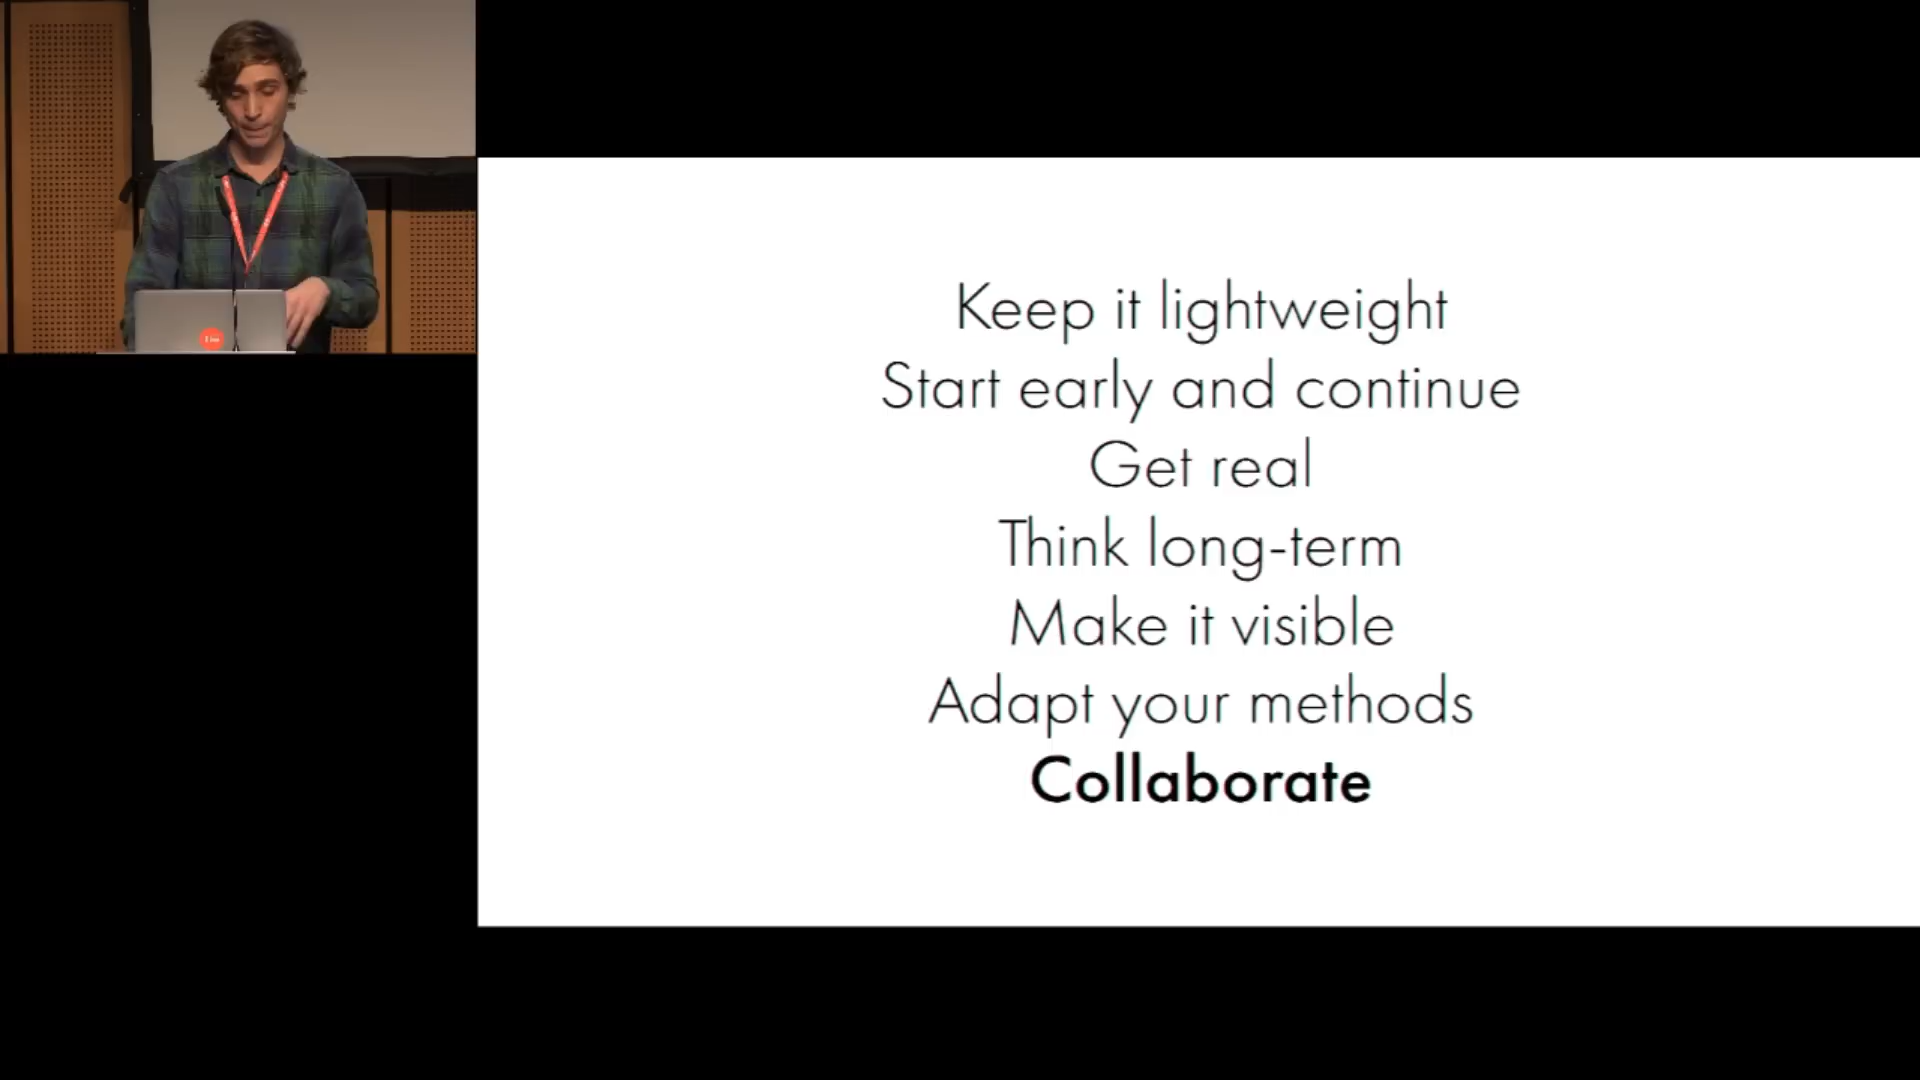 Keep it lightweight
Start early and continue
Get real
Think long-term
Make it visible
Adapt your methods
Collaborate